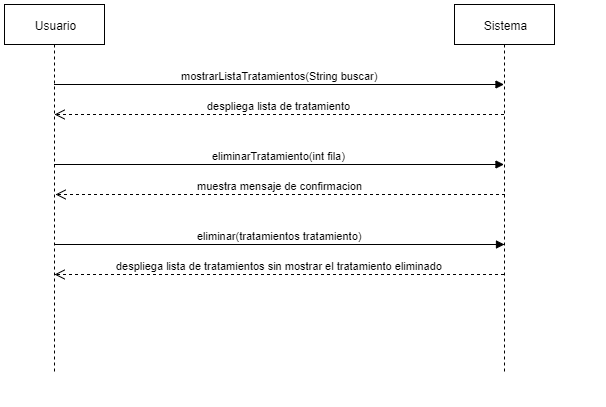 Usuario
Sistema
mostrarListaTratamientos(String buscar)
despliega lista de tratamiento
eliminarTratamiento(int fila)
muestra mensaje de confirmacion
eliminar(tratamientos tratamiento)
despliega lista de tratamientos sin mostrar el tratamiento eliminado